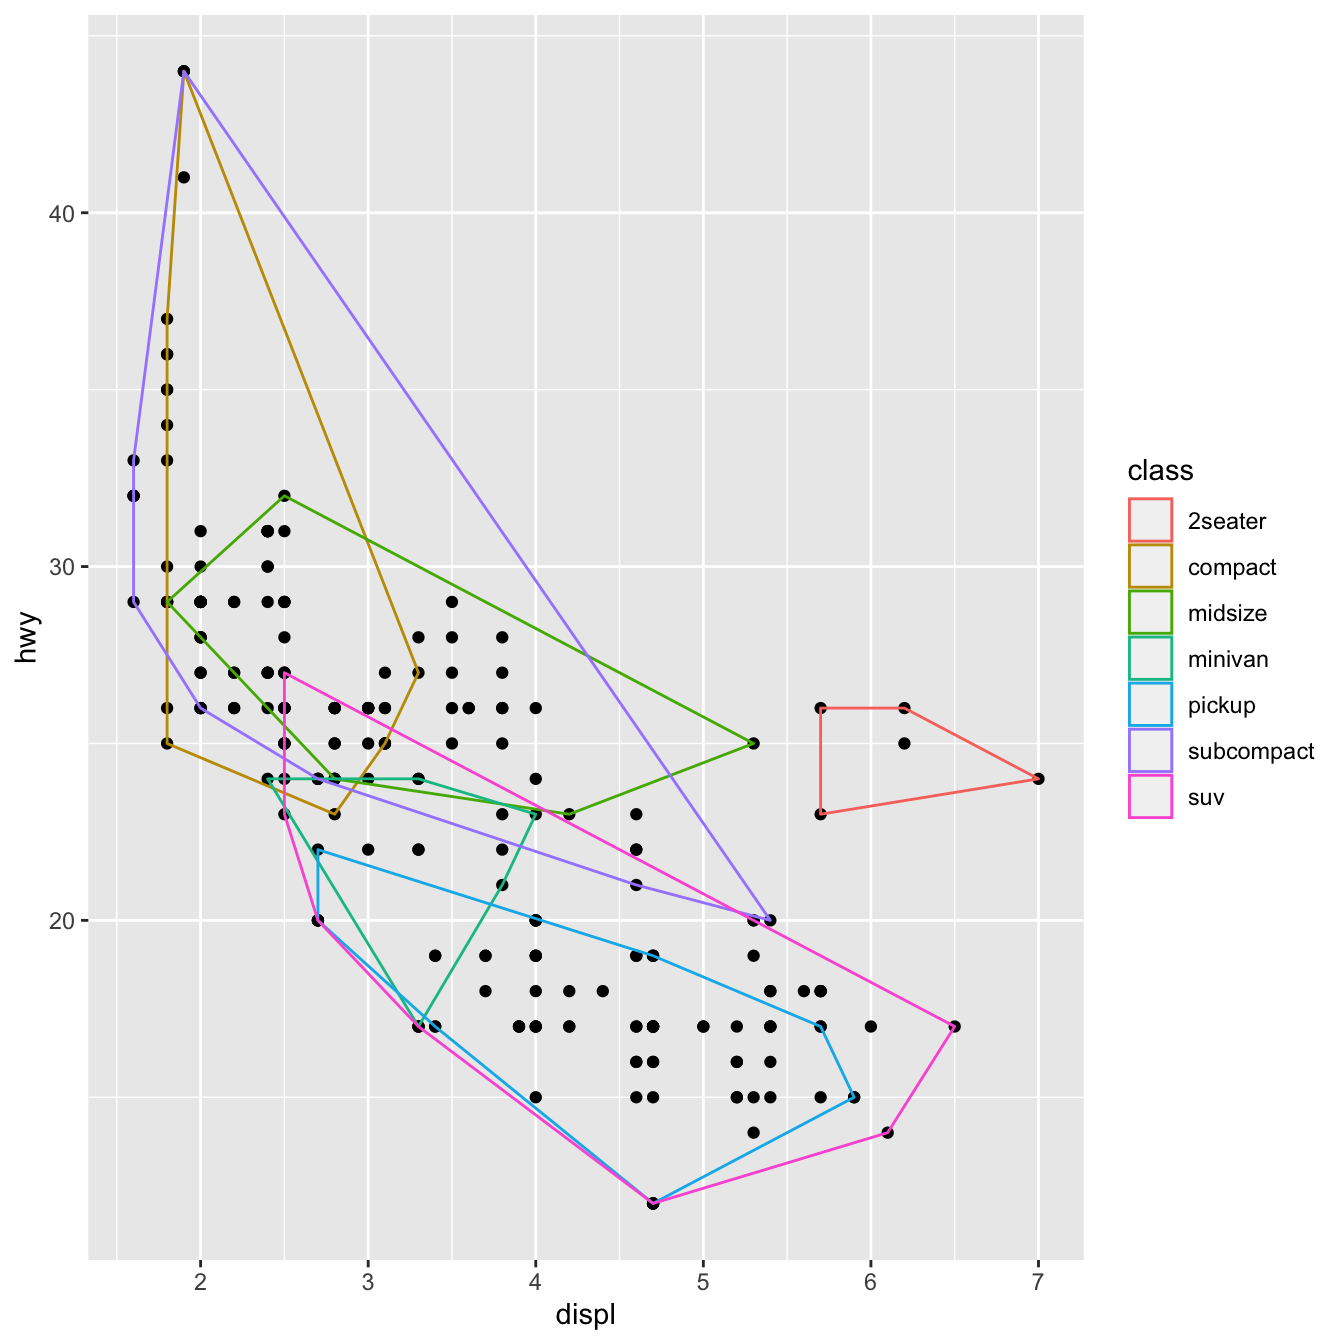 40
30
20
hwy
2 3 4 5 6 7
displ
class
2seater
compact
midsize
minivan
pickup
subcompact
suv